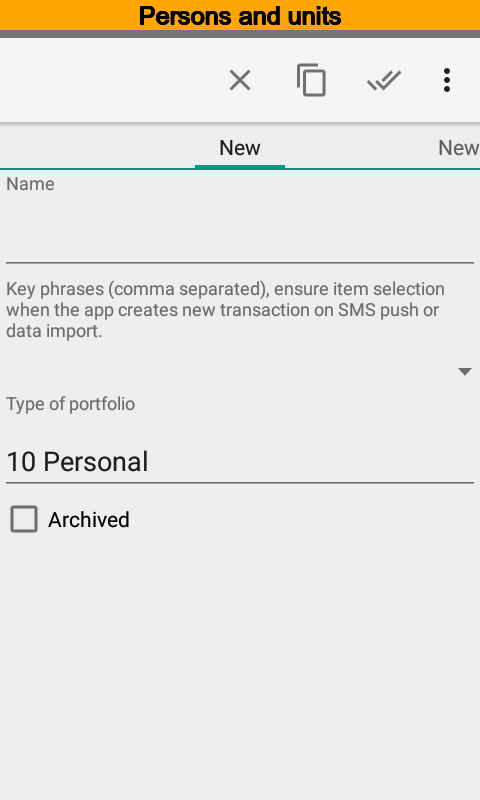 Persons and units
New
New
Name
Key phrases (comma separated), ensure item selection
when the app creates new transaction on SMS push or
data import.
Type of portfolio
10 Personal
Archived